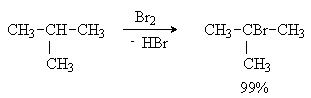 Br₂
CH₃-CH-CH₃ - HBr CH₃-CBr-CH₃
CH₃ CH₃
99%